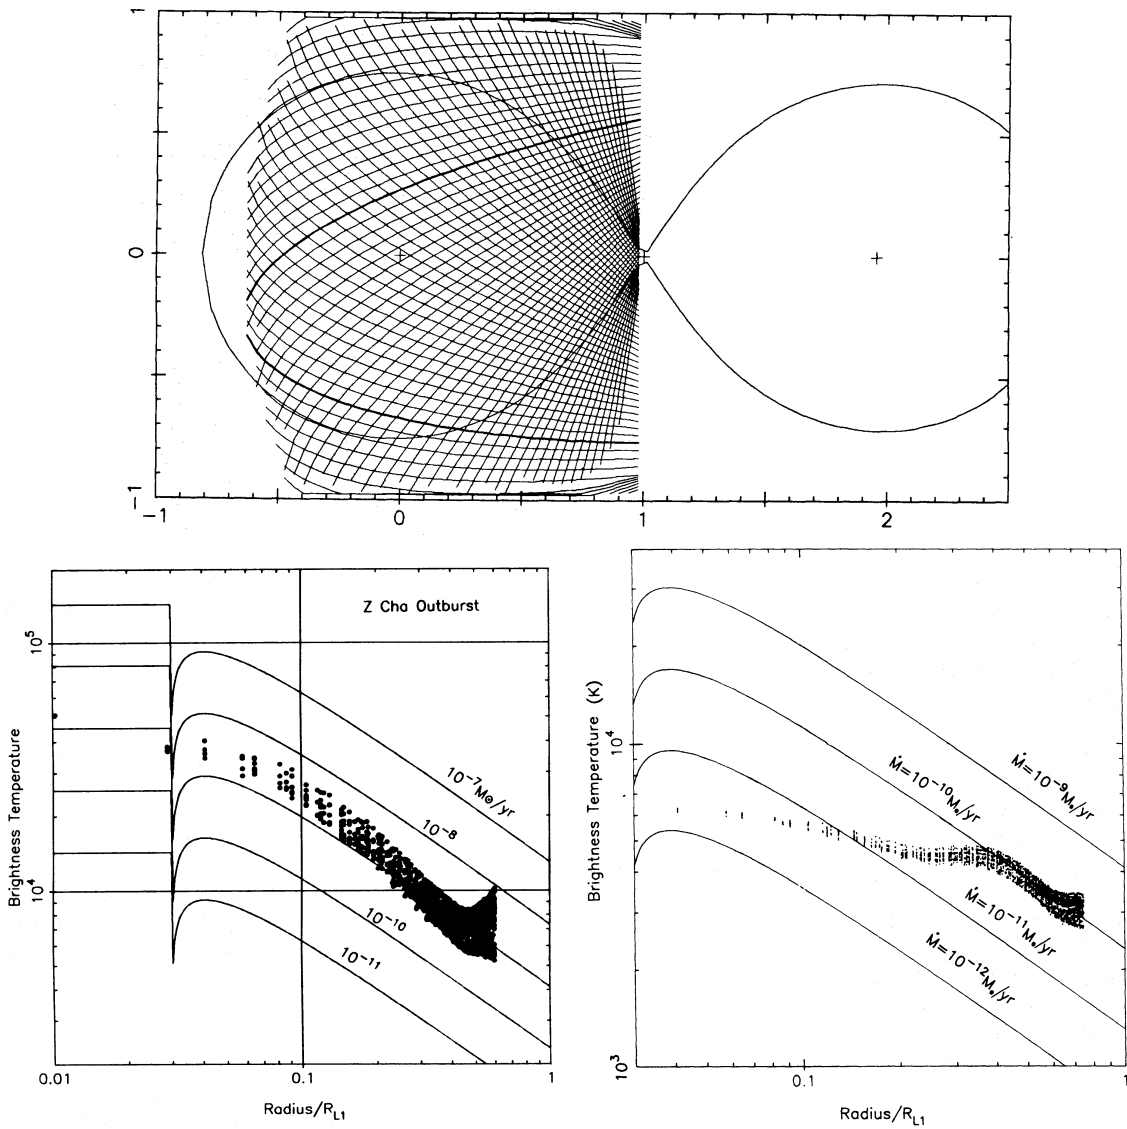 1
0
−1
−1
0
1
2
Z Cha Outburst
10^5
10^4
Brightness Temperature
10^−7 M⊙/yr
10^−8
10^−10
10^−11
0.01
0.1
1
Radius/R_L1
Brightness Temperature (K)
10^4
10^3
Ṁ=10^−9 M⊙/yr
Ṁ=10^−10 M⊙/yr
Ṁ=10^−11 M⊙/yr
Ṁ=10^−12 M⊙/yr
0.1
1
Radius/R_L1